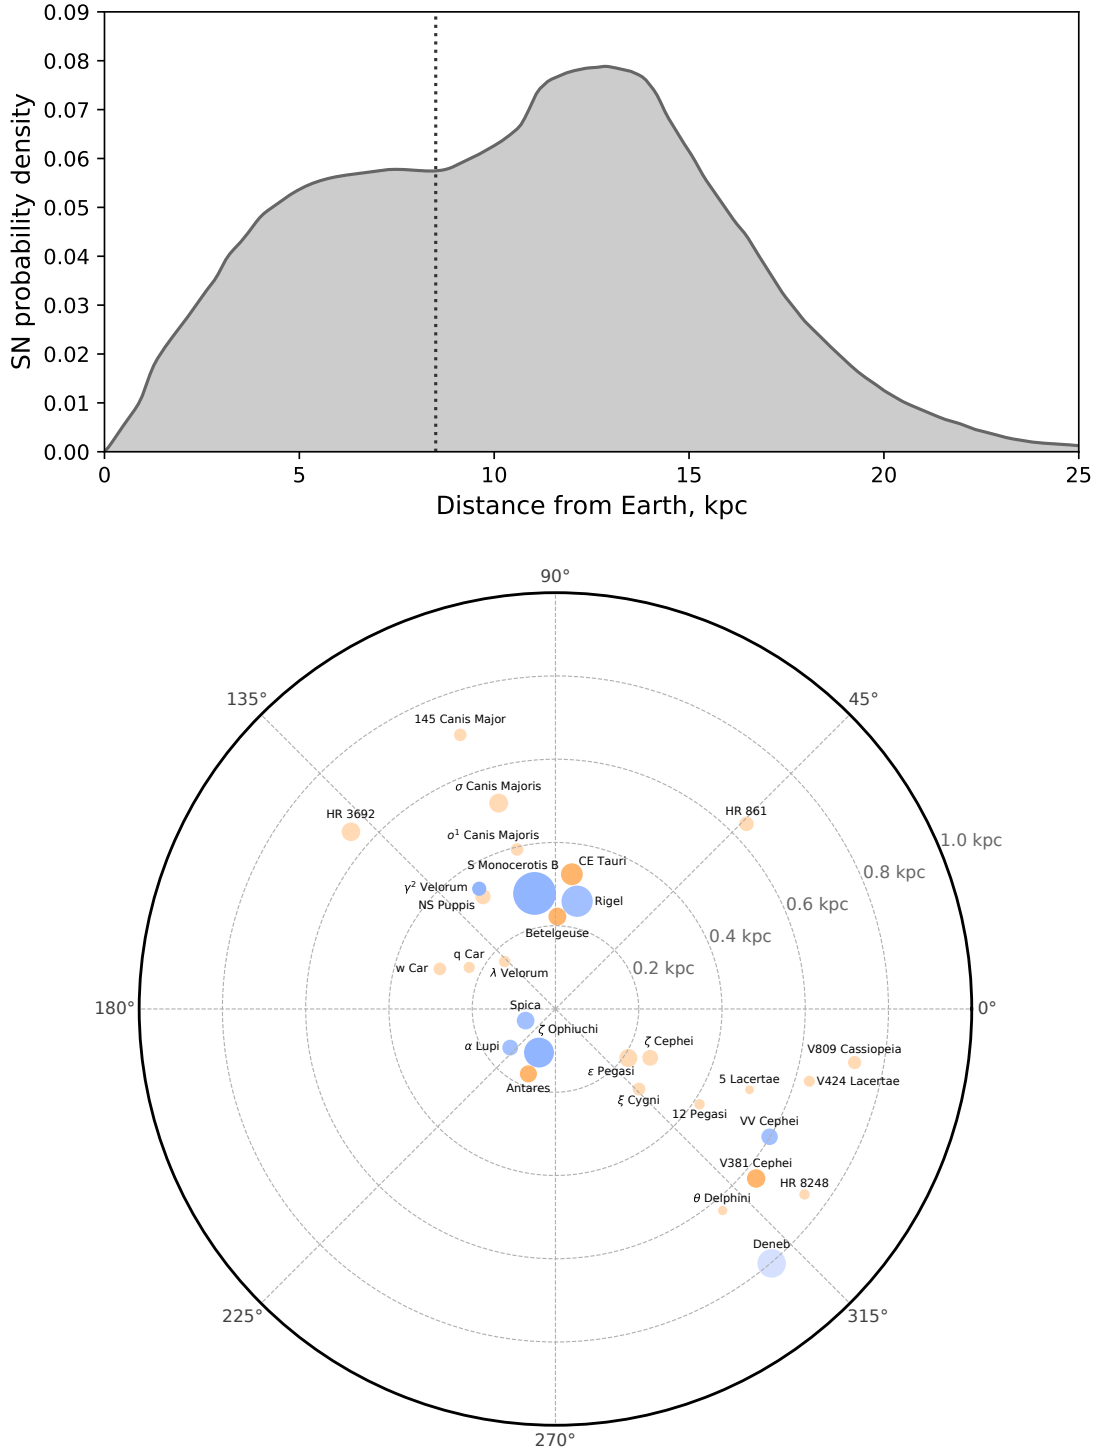 0.09
0.08
0.07
0.06
0.05
0.04
0.03
0.02
0.01
0.00
SN probability density
0 5 10 15 20 25
Distance from Earth, kpc
90°
135° 45°
145 Canis Major
σ Canis Majoris
HR 3692 HR 861
ο¹ Canis Majoris 1.0 kpc
S Monocerotis B CE Tauri 0.8 kpc
γ² Velorum
NS Puppis Rigel 0.6 kpc
Betelgeuse 0.4 kpc
q Car
w Car λ Velorum 0.2 kpc
180° Spica 0°
ζ Ophiuchi
α Lupi ζ Cephei V809 Cassiopeia
ε Pegasi
Antares 5 Lacertae V424 Lacertae
ξ Cygni
12 Pegasi
VV Cephei
V381 Cephei
HR 8248
θ Delphini
Deneb
225° 315°
270°